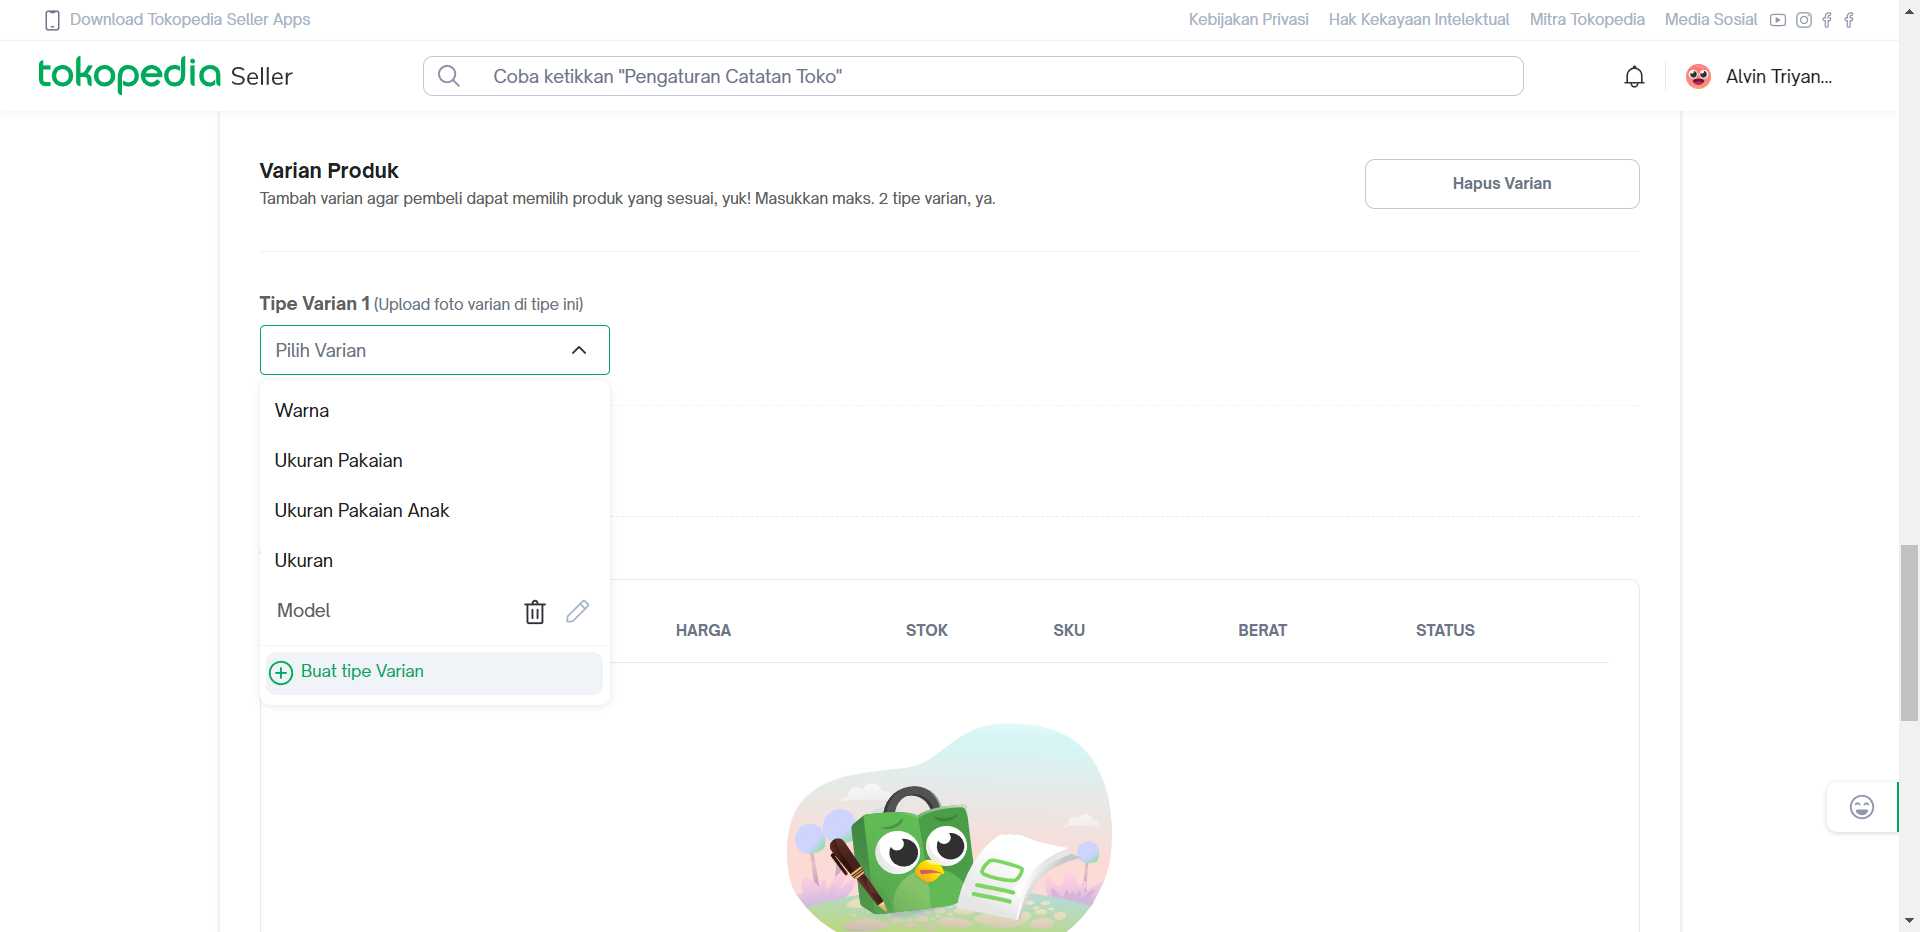 Download Tokopedia Seller Apps
Kebijakan Privasi Hak Kekayaan Intelektual Mitra Tokopedia Media Sosial
tokopedia Seller
Coba ketikkan "Pengaturan Catatan Toko"
Alvin Triyan...
Varian Produk
Tambah varian agar pembeli dapat memilih produk yang sesuai, yuk! Masukkan maks. 2 tipe varian, ya.
Hapus Varian
Tipe Varian 1 (Upload foto varian di tipe ini)
Pilih Varian
Warna
Ukuran Pakaian
Ukuran Pakaian Anak
Ukuran
Model
Buat tipe Varian
HARGA STOK SKU BERAT STATUS